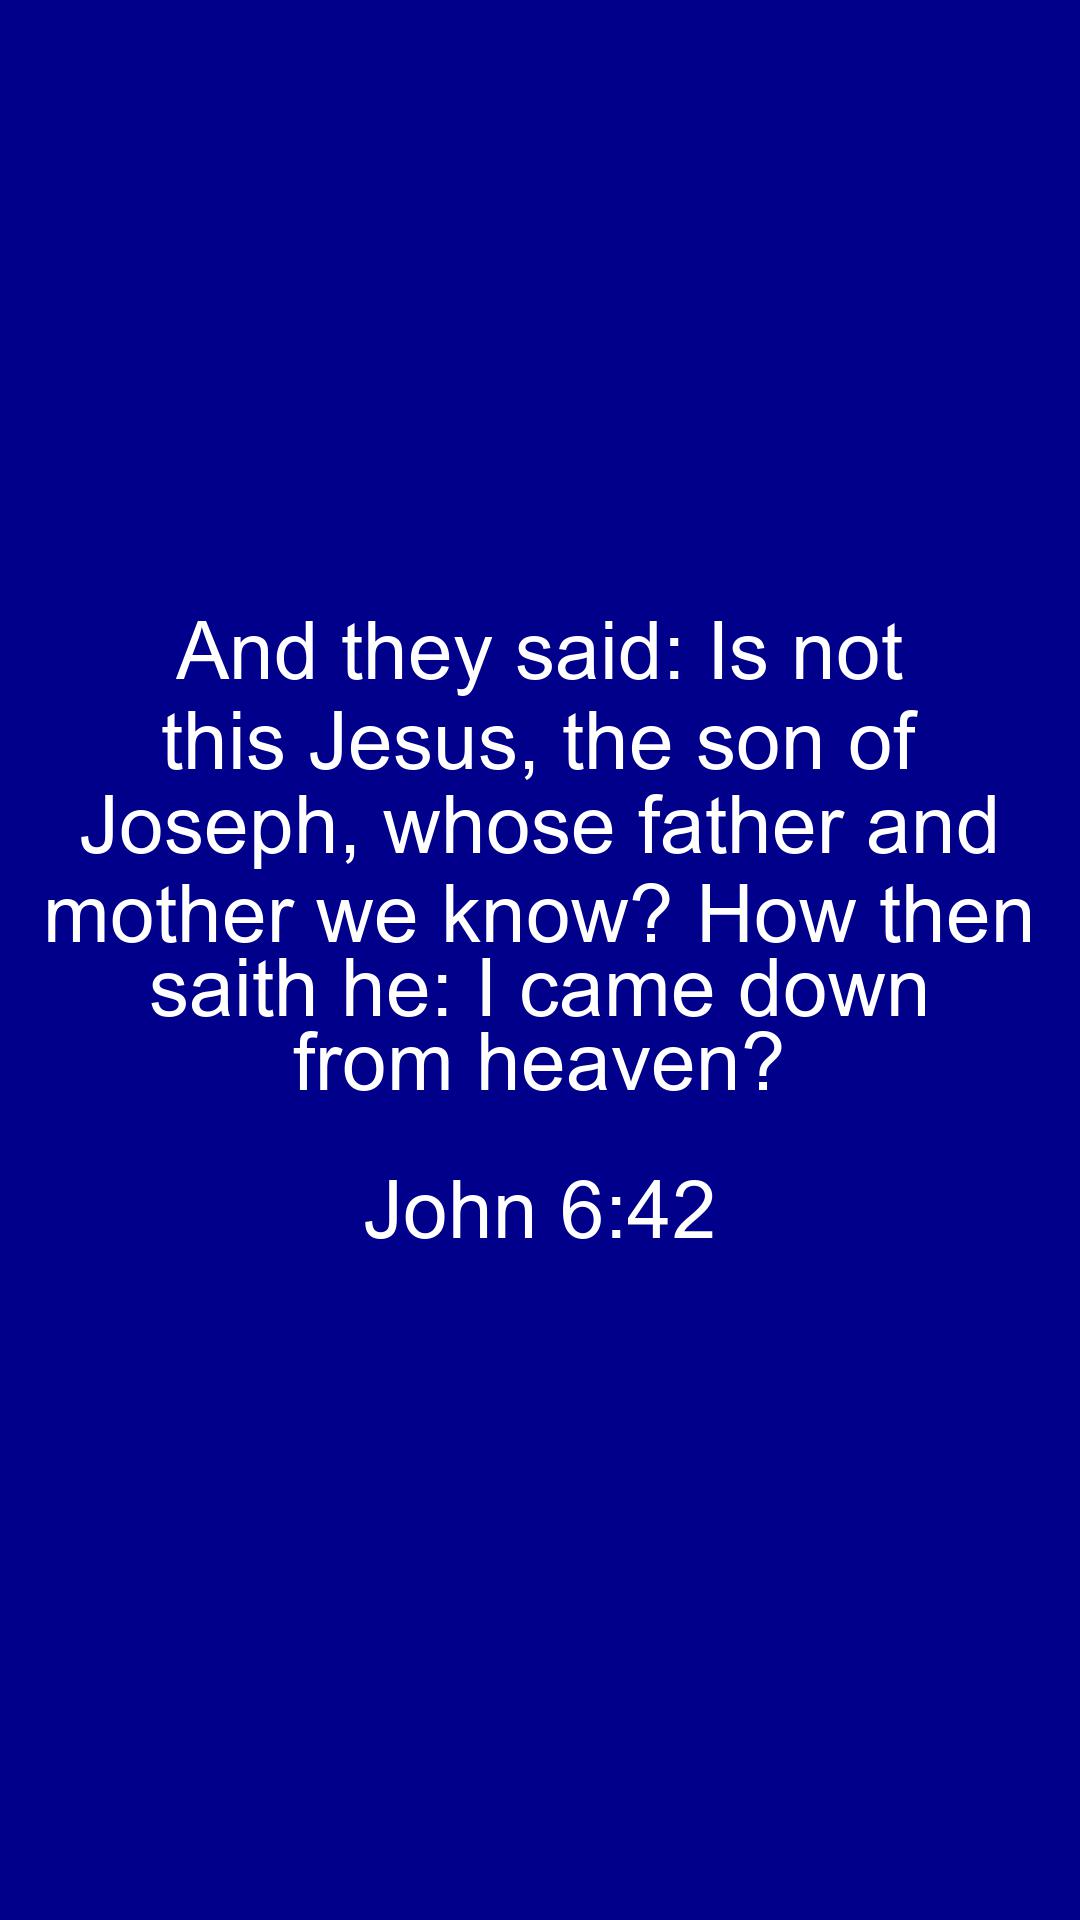 And they said: Is not
this Jesus, the son of
Joseph, whose father and
mother we know? How then
saith he: I came down
from heaven?
John 6:42